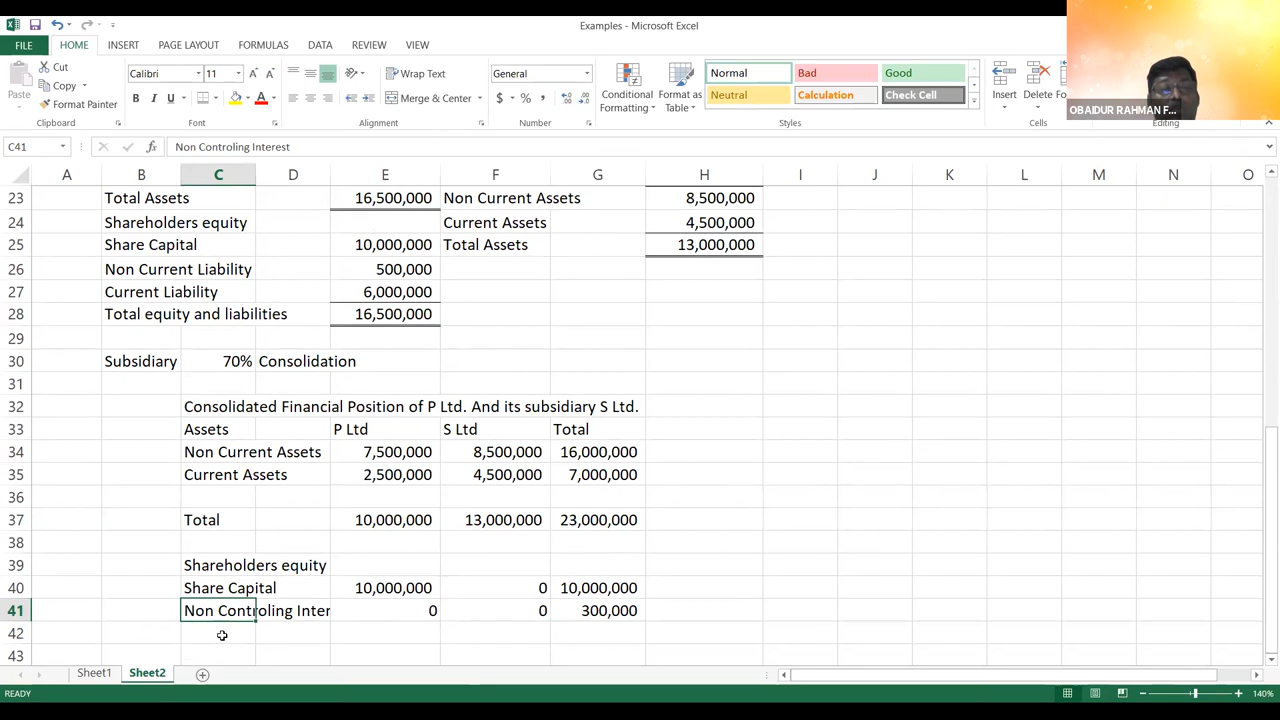 Examples - Microsoft Excel
FILE HOME INSERT PAGE LAYOUT FORMULAS DATA REVIEW VIEW
Cut
Copy
Format Painter
Paste
Calibri 11
B I U
Wrap Text
Merge & Center
General
$ % ,
Conditional Formatting
Format as Table
Normal Bad Good
Neutral Calculation Check Cell
Insert Delete
OBAIDUR RAHMAN F...
Clipboard Font Alignment Number Styles Cells Editing
C41 fx Non Controling Interest
A B C D E F G H I J K L M N O
23 Total Assets 16,500,000 Non Current Assets 8,500,000
24 Shareholders equity Current Assets 4,500,000
25 Share Capital 10,000,000 Total Assets 13,000,000
26 Non Current Liability 500,000
27 Current Liability 6,000,000
28 Total equity and liabilities 16,500,000
29
30 Subsidiary 70% Consolidation
31
32 Consolidated Financial Position of P Ltd. And its subsidiary S Ltd.
33 Assets P Ltd S Ltd Total
34 Non Current Assets 7,500,000 8,500,000 16,000,000
35 Current Assets 2,500,000 4,500,000 7,000,000
36
37 Total 10,000,000 13,000,000 23,000,000
38
39 Shareholders equity
40 Share Capital 10,000,000 0 10,000,000
41 Non Controling Inter 0 0 300,000
42
43
Sheet1 Sheet2
READY 140%